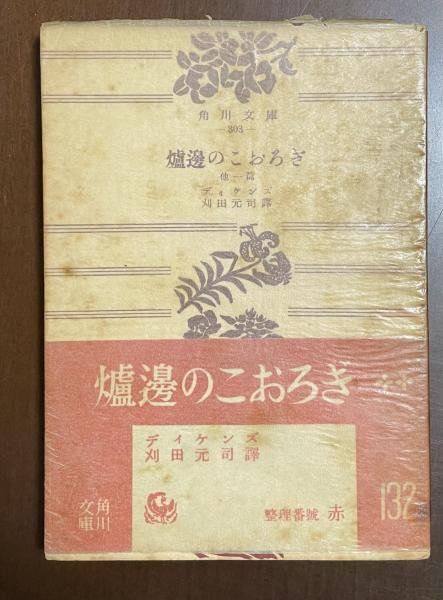 角川文庫
—303—
爐邊のこおろぎ
他一篇
ディケンズ
刈田元司譯
爐邊のこおろぎ
ディケンズ
刈田元司譯
角川文庫
整理番號 赤
132